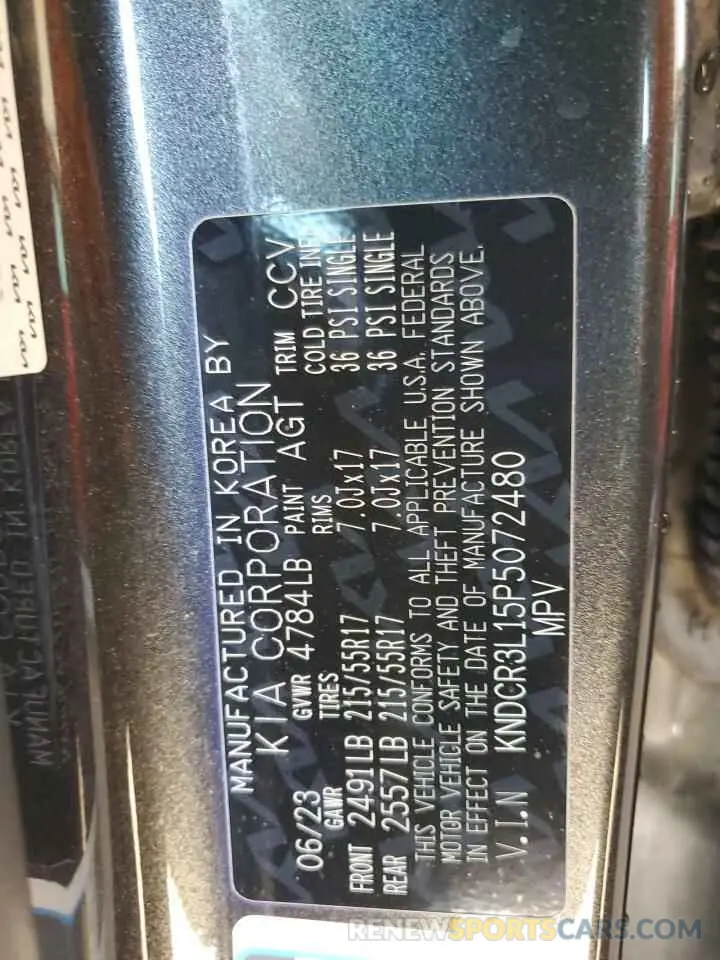 MANUFACTURED IN KOREA BY
KIA CORPORATION
06/23 GVWR 4784LB PAINT AGT TRIM CCV
GAWR TIRES RIMS COLD TIRE INF
FRONT 2491LB 215/55R17 7.0Jx17 36 PSI SINGLE
REAR 2557LB 215/55R17 7.0Jx17 36 PSI SINGLE
THIS VEHICLE CONFORMS TO ALL APPLICABLE U.S.A. FEDERAL
MOTOR VEHICLE SAFETY AND THEFT PREVENTION STANDARDS
IN EFFECT ON THE DATE OF MANUFACTURE SHOWN ABOVE.
V.I.N KNDCR3L15P5072480
MPV
RENEWSPORTSCARS.COM